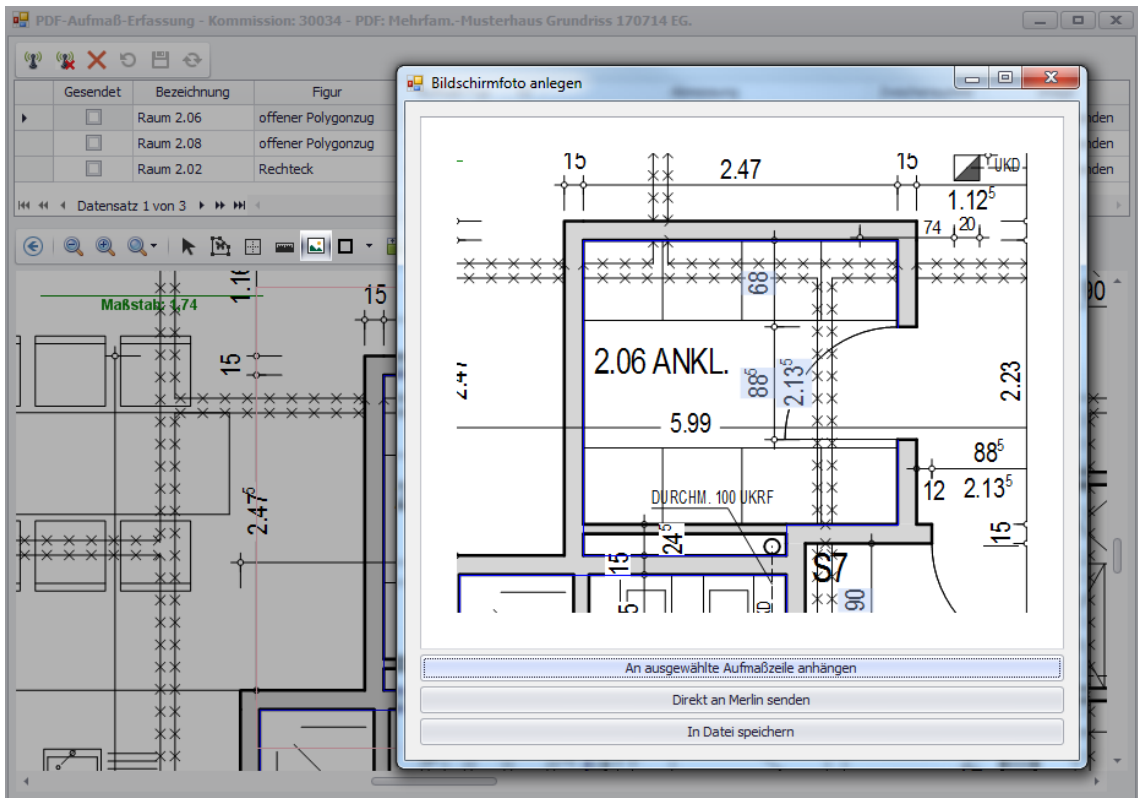 PDF-Aufmaß-Erfassung - Kommission: 30034 - PDF: Mehrfam.-Musterhaus Grundriss 170714 EG.
Gesendet Bezeichnung Figur
Raum 2.06 offener Polygonzug
Raum 2.08 offener Polygonzug
Raum 2.02 Rechteck
Datensatz 1 von 3
Maßstab: 1,74
15
15
2.47⁵
Bildschirmfoto anlegen
15 2.47 15 UKD
1.12⁵
74 20
68
2.06 ANKL.
88⁵
2.13⁵
2.47
2.23
5.99
88⁵
12 2.13⁵
DURCHM. 100 UKRF
24⁵
15
15
S7
90
An ausgewählte Aufmaßzeile anhängen
Direkt an Merlin senden
In Datei speichern